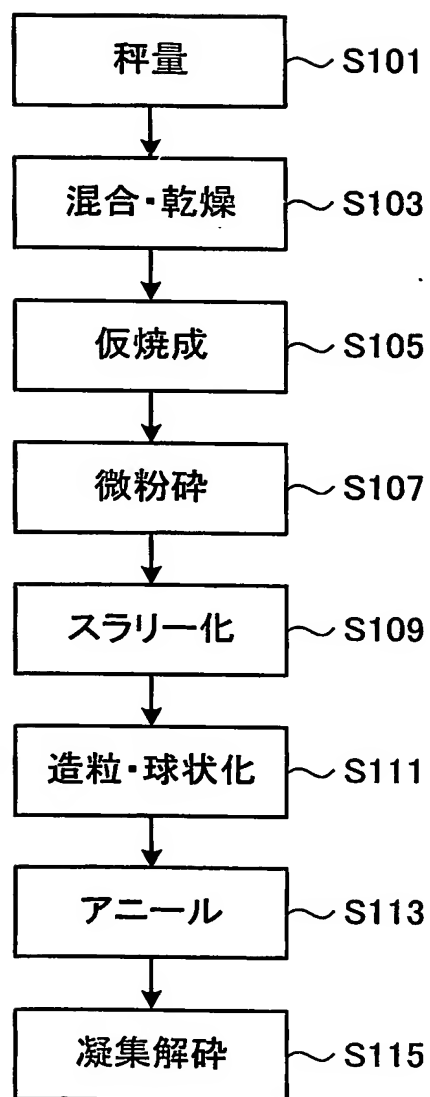 秤量 S101
混合・乾燥 S103
仮焼成 S105
微粉砕 S107
スラリー化 S109
造粒・球状化 S111
アニール S113
凝集解砕 S115